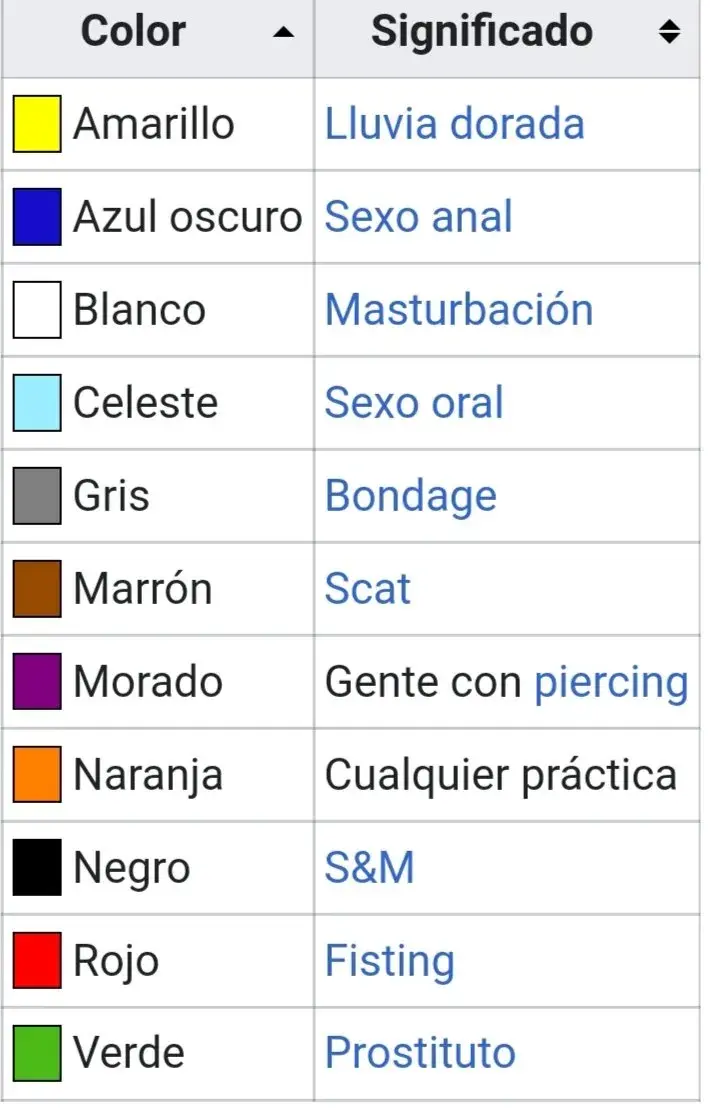 Color Significado
Amarillo Lluvia dorada
Azul oscuro Sexo anal
Blanco Masturbación
Celeste Sexo oral
Gris Bondage
Marrón Scat
Morado Gente con piercing
Naranja Cualquier práctica
Negro S&M
Rojo Fisting
Verde Prostituto